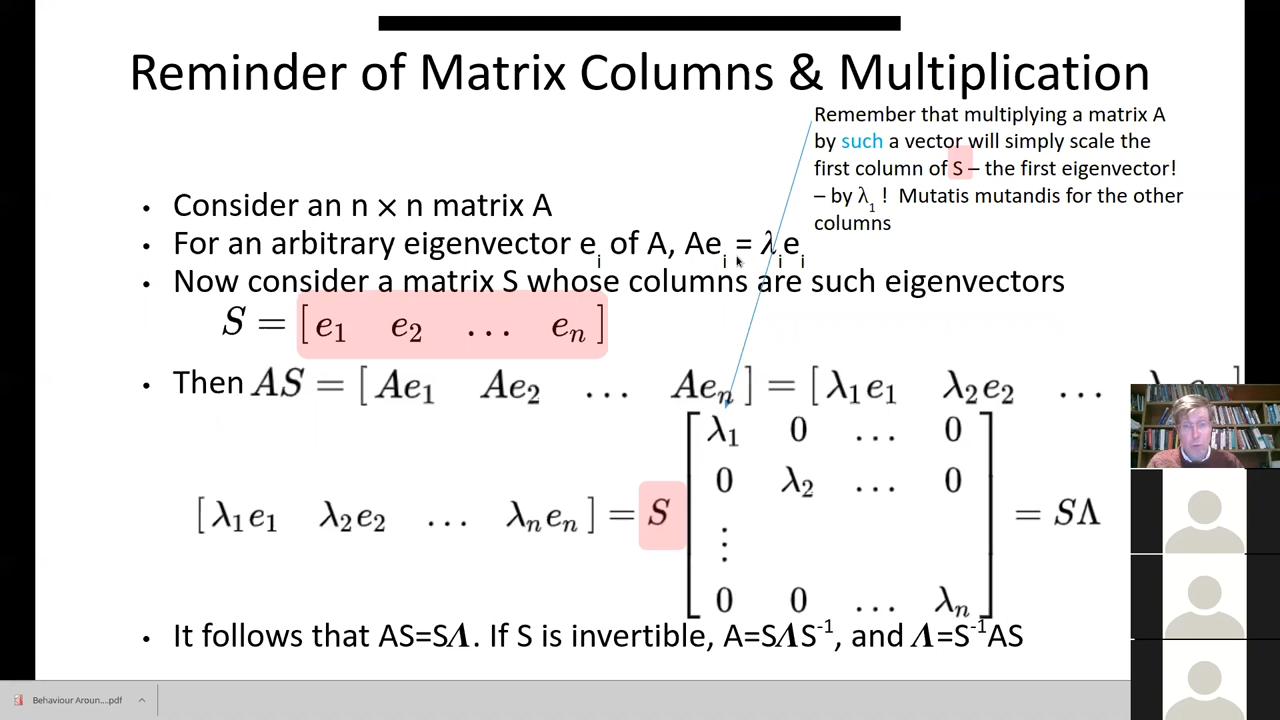 Reminder of Matrix Columns & Multiplication
Remember that multiplying a matrix A
by such a vector will simply scale the
first column of S – the first eigenvector!
– by λ₁ ! Mutatis mutandis for the other
columns
• Consider an n × n matrix A
• For an arbitrary eigenvector eᵢ of A, Aeᵢ = λᵢeᵢ
• Now consider a matrix S whose columns are such eigenvectors
S = [ e₁ e₂ … eₙ ]
• Then AS = [ Ae₁ Ae₂ … Aeₙ ] = [ λ₁e₁ λ₂e₂ …
λ₁ 0 … 0
0 λ₂ … 0
[ λ₁e₁ λ₂e₂ … λₙeₙ ] = S = SΛ
⋮
0 0 … λₙ
• It follows that AS=SΛ. If S is invertible, A=SΛS⁻¹, and Λ=S⁻¹AS
Behaviour Aroun....pdf